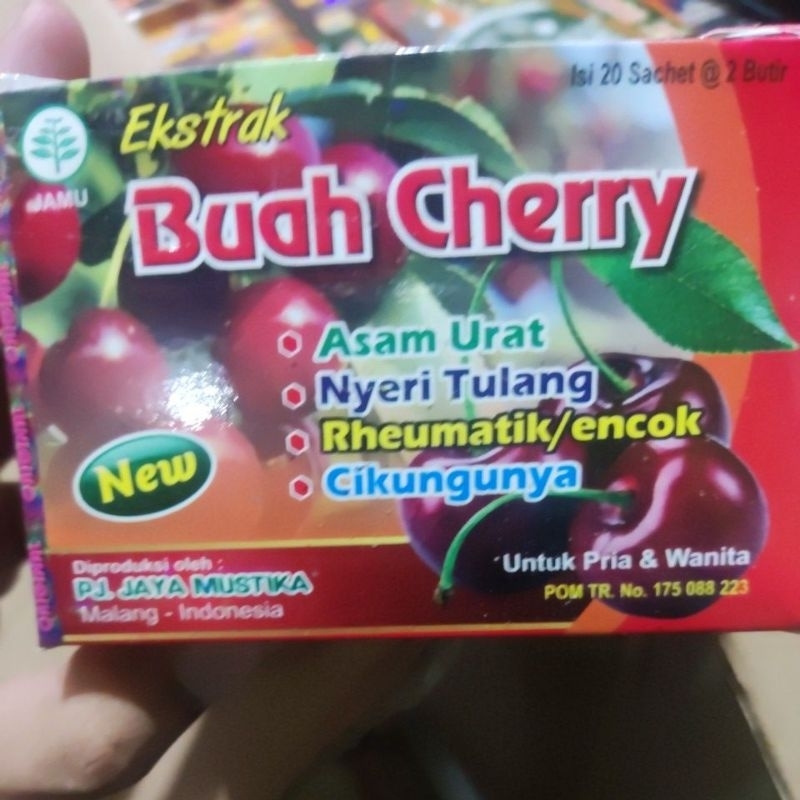 Isi 20 Sachet @ 2 Butir
JAMU
Ekstrak
Buah Cherry
Asam Urat
Nyeri Tulang
Rheumatik/encok
Cikungunya
New
Diproduksi oleh :
PJ. JAYA MUSTIKA
Malang - Indonesia
Untuk Pria & Wanita
POM TR. No. 175 088 223